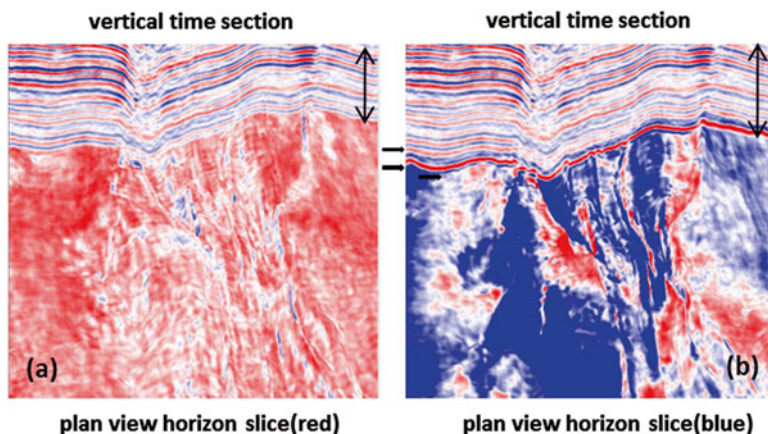 vertical time section
vertical time section
(a)
(b)
plan view horizon slice(red)
plan view horizon slice(blue)